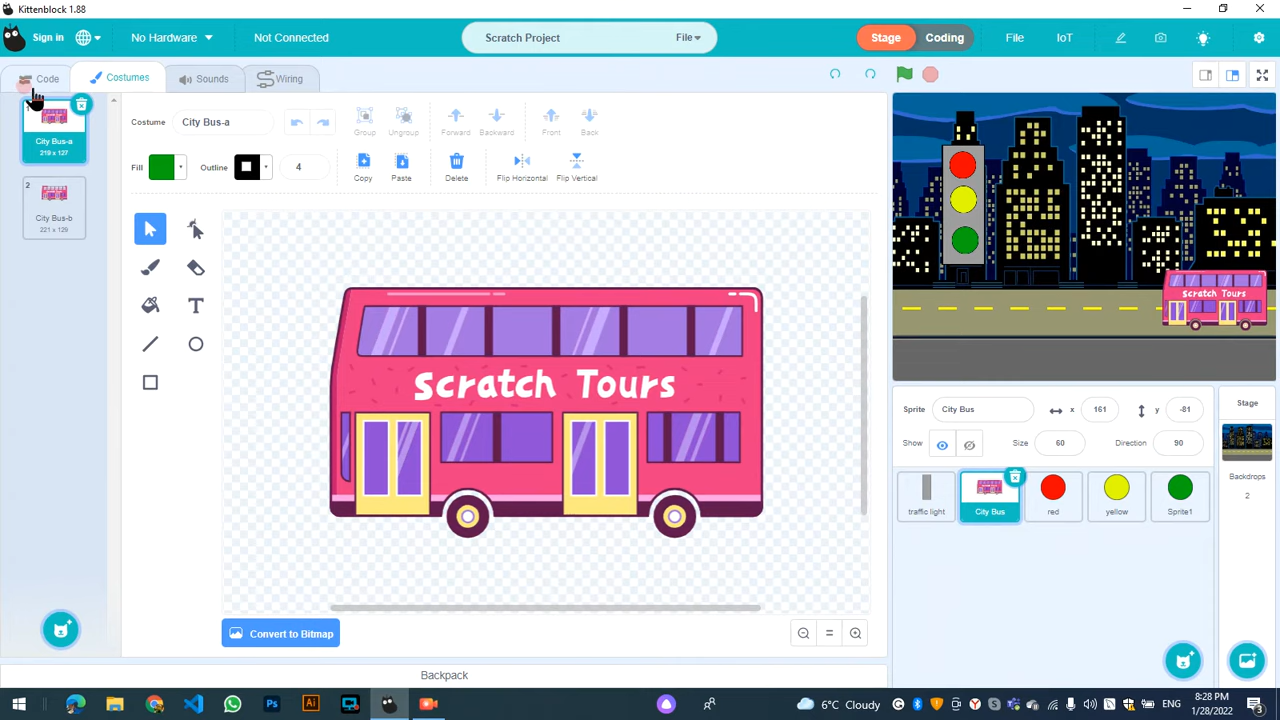 Kittenblock 1.88
Sign in
No Hardware
Not Connected
Scratch Project
File
Stage
Coding
File
IoT
Code
Costumes
Sounds
Wiring
Costume
City Bus-a
Group
Ungroup
Forward
Backward
Front
Back
Fill
Outline
4
Copy
Paste
Delete
Flip Horizontal
Flip Vertical
City Bus-a
219 x 137
2
City Bus-b
221 x 129
Scratch Tours
Scratch Tours
Convert to Bitmap
Backpack
Sprite
City Bus
x
161
y
-81
Show
Size
60
Direction
90
traffic light
City Bus
red
yellow
Sprite1
Stage
Backdrops
2
6°C Cloudy
ENG
8:28 PM
1/28/2022